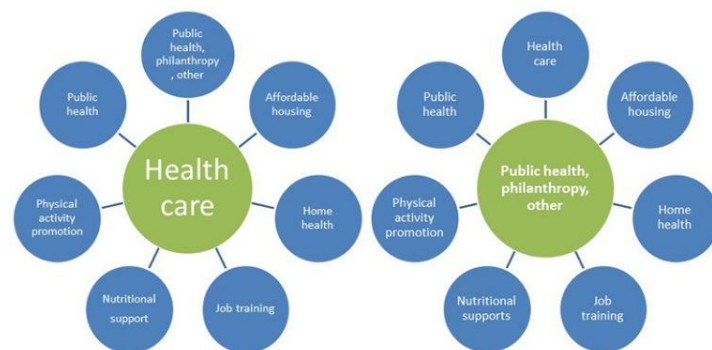 Public
health,
philanthropy
, other
Public
health
Affordable
housing
Health
care
Physical
activity
promotion
Home
health
Nutritional
support
Job training
Health
care
Public
health
Affordable
housing
Public health,
philanthropy,
other
Physical
activity
promotion
Home
health
Nutritional
supports
Job
training